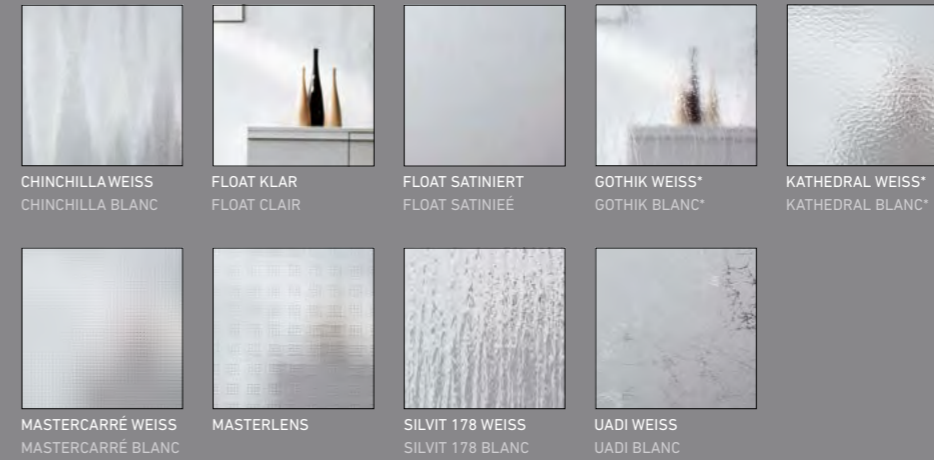 CHINCHILLA WEISS
CHINCHILLA BLANC
FLOAT KLAR
FLOAT CLAIR
FLOAT SATINIERT
FLOAT SATINIEÉ
GOTHIK WEISS*
GOTHIK BLANC*
KATHEDRAL WEISS*
KATHEDRAL BLANC*
MASTERCARRÉ WEISS
MASTERCARRÉ BLANC
MASTERLENS
SILVIT 178 WEISS
SILVIT 178 BLANC
UADI WEISS
UADI BLANC